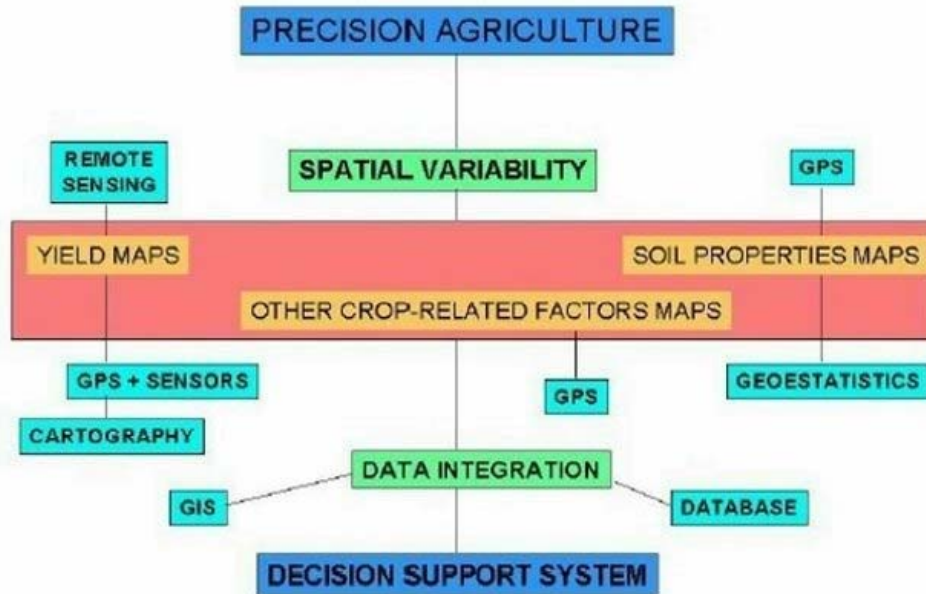 PRECISION AGRICULTURE
REMOTE
SENSING
SPATIAL VARIABILITY
GPS
YIELD MAPS
SOIL PROPERTIES MAPS
OTHER CROP-RELATED FACTORS MAPS
GPS + SENSORS
GPS
GEOESTATISTICS
CARTOGRAPHY
DATA INTEGRATION
GIS
DATABASE
DECISION SUPPORT SYSTEM